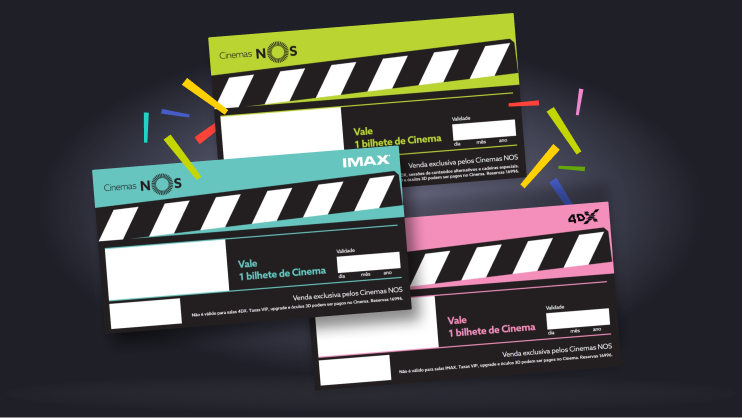 Cinemas NOS
Vale
1 bilhete de Cinema
Validade
dia mês ano
Venda exclusiva pelos Cinemas NOS
sessões de conteúdos alternativos e cadeiras especiais.
e óculos 3D podem ser pagos no Cinema. Reservas 16996.
Cinemas NOS
IMAX
Vale
1 bilhete de Cinema
Validade
dia mês ano
Venda exclusiva pelos Cinemas NOS
Não é válido para salas 4DX. Taxas VIP, upgrade e óculos 3D podem ser pagos no Cinema. Reservas 16996.
4DX
Vale
1 bilhete de Cinema
Validade
dia mês ano
Venda exclusiva pelos Cinemas NOS
Não é válido para salas IMAX. Taxas VIP, upgrade e óculos 3D podem ser pagos no Cinema. Reservas 16996.